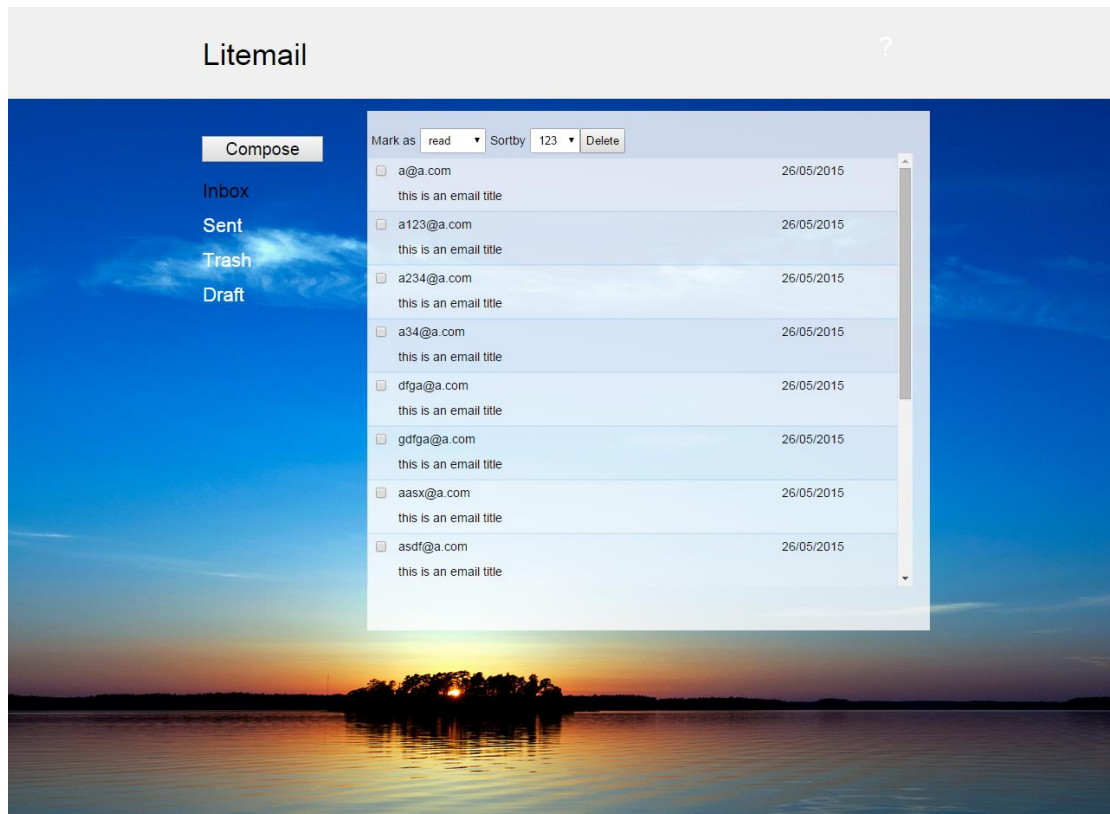 Litemail
?
Compose
Inbox
Sent
Trash
Draft
Mark as read Sortby 123 Delete
a@a.com 26/05/2015
this is an email title
a123@a.com 26/05/2015
this is an email title
a234@a.com 26/05/2015
this is an email title
a34@a.com 26/05/2015
this is an email title
dfga@a.com 26/05/2015
this is an email title
gdfga@a.com 26/05/2015
this is an email title
aasx@a.com 26/05/2015
this is an email title
asdf@a.com 26/05/2015
this is an email title